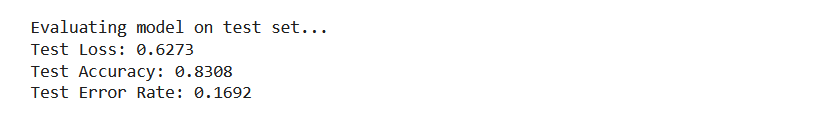 Evaluating model on test set...
Test Loss: 0.6273
Test Accuracy: 0.8308
Test Error Rate: 0.1692